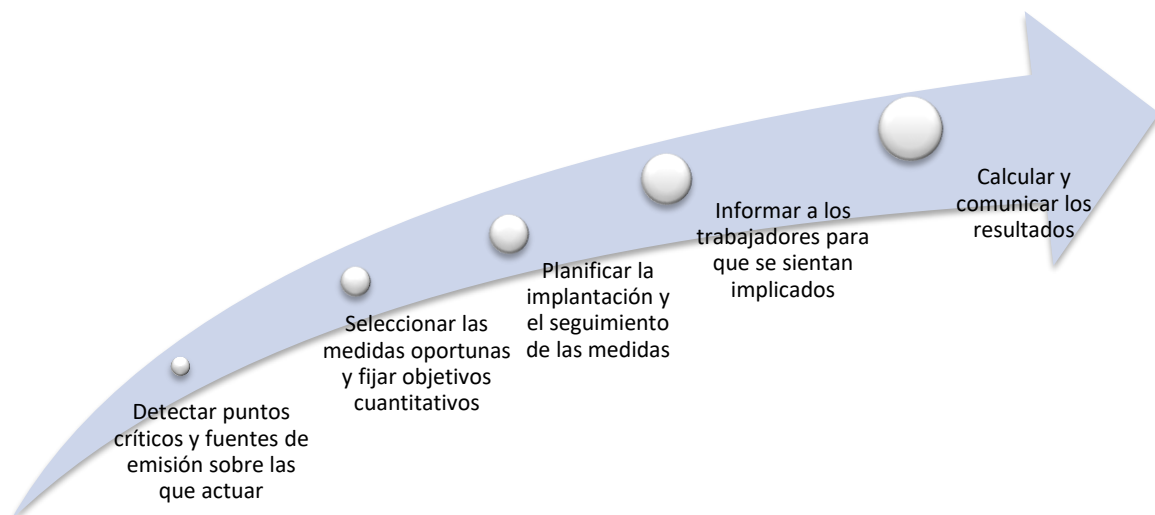 Detectar puntos
críticos y fuentes de
emisión sobre las
que actuar
Seleccionar las
medidas oportunas
y fijar objetivos
cuantitativos
Planificar la
implantación y
el seguimiento
de las medidas
Informar a los
trabajadores para
que se sientan
implicados
Calcular y
comunicar los
resultados